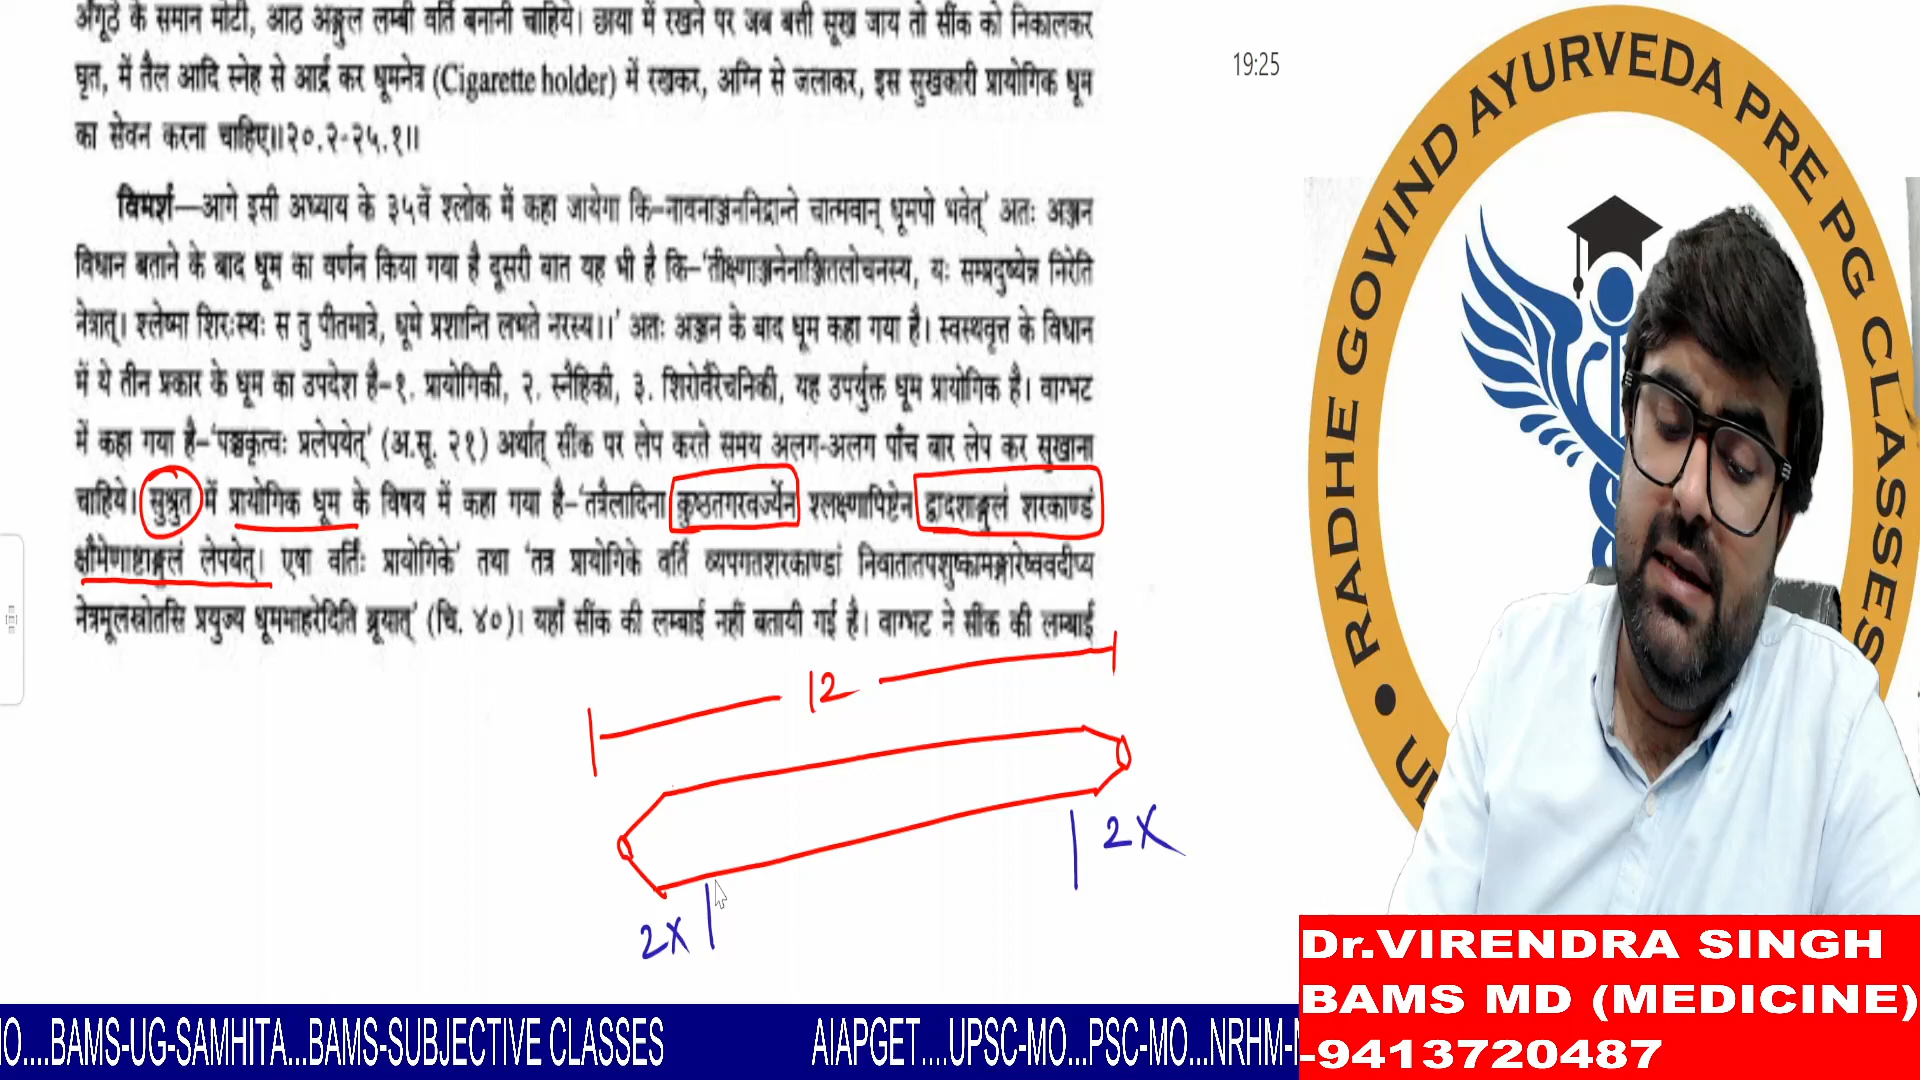 अँगूठे के समान मोटी, आठ अङ्गुल लम्बी वर्ति बनानी चाहिये। छाया में रखने पर जब बत्ती सूख जाय तो सींक को निकालकर
घृत, में तैल आदि स्नेह से आर्द्र कर धूमनेत्र (Cigarette holder) में रखकर, अग्नि से जलाकर, इस सुखकारी प्रायोगिक धूम
का सेवन करना चाहिए॥२०.२-२५.१॥
विमर्श—आगे इसी अध्याय के ३५वें श्लोक में कहा जायेगा कि–नावनाञ्जननिद्रान्ते चात्मवान् धूमपो भवेत्’ अतः अञ्जन
विधान बताने के बाद धूम का वर्णन किया गया है दूसरी बात यह भी है कि–‘तीक्ष्णाञ्जनेनाञ्जितलोचनस्य, यः सम्प्रदुष्येन्न निरेति
नेत्रात्। श्लेष्मा शिरःस्थः स तु पीतमात्रे, धूमे प्रशान्ति लभते नरस्य।।’ अतः अञ्जन के बाद धूम कहा गया है। स्वस्थवृत्त के विधान
में ये तीन प्रकार के धूम का उपदेश है–१. प्रायोगिकी, २. स्नैहिकी, ३. शिरोवैरेचनिकी, यह उपर्युक्त धूम प्रायोगिक है। वाग्भट
में कहा गया है–‘पञ्चकृत्वः प्रलेपयेत्’ (अ.सू. २१) अर्थात् सींक पर लेप करते समय अलग-अलग पाँच बार लेप कर सुखाना
चाहिये। सुश्रुत में प्रायोगिक धूम के विषय में कहा गया है–‘तत्रैलादिना कुष्ठतगरवर्ज्येन श्लक्ष्णपिष्टेन द्वादशाङ्गुलं शरकाण्डं
क्षौमेणाष्टाङ्गुलं लेपयेत्। एषा वर्तिः प्रायोगिके’ तथा ‘तत्र प्रायोगिके वर्ति व्यपगतशरकाण्डां निवातातपशुष्कामङ्गारेष्ववदीप्य
नेत्रमूलस्रोतसि प्रयुज्य धूममाहरेदिति ब्रूयात्’ (चि. ४०)। यहाँ सींक की लम्बाई नहीं बतायी गई है। वाग्भट ने सींक की लम्बाई
12
2x
2x
19:25
RADHE GOVIND AYURVEDA PRE PG CLASSES
Dr.VIRENDRA SINGH
BAMS MD (MEDICINE)
-9413720487
IO....BAMS-UG-SAMHITA...BAMS-SUBJECTIVE CLASSES AIAPGET....UPSC-MO...PSC-MO...NRHM-